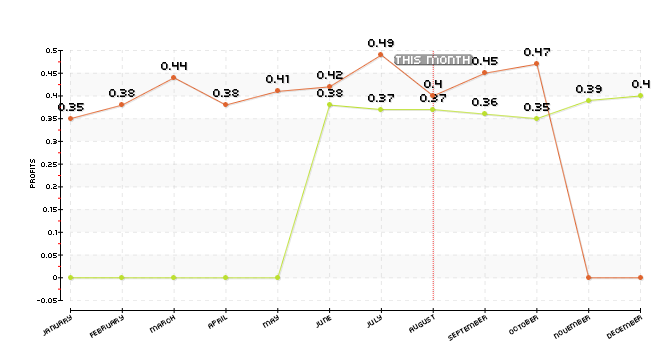 0.49
0.5
THIS MONTH
0.45
0.47
0.44
0.45
0.42
0.41
0.4
0.4
0.39
0.38
0.38
0.38
0.37
0.37
0.36
0.4
0.35
0.35
0.35
0.3
0.25
PROFITS
0.2
0.15
0.1
0.05
0
-0.05
JANUARY
FEBRUARY
MARCH
APRIL
MAY
JUNE
JULY
AUGUST
SEPTEMBER
OCTOBER
NOVEMBER
DECEMBER